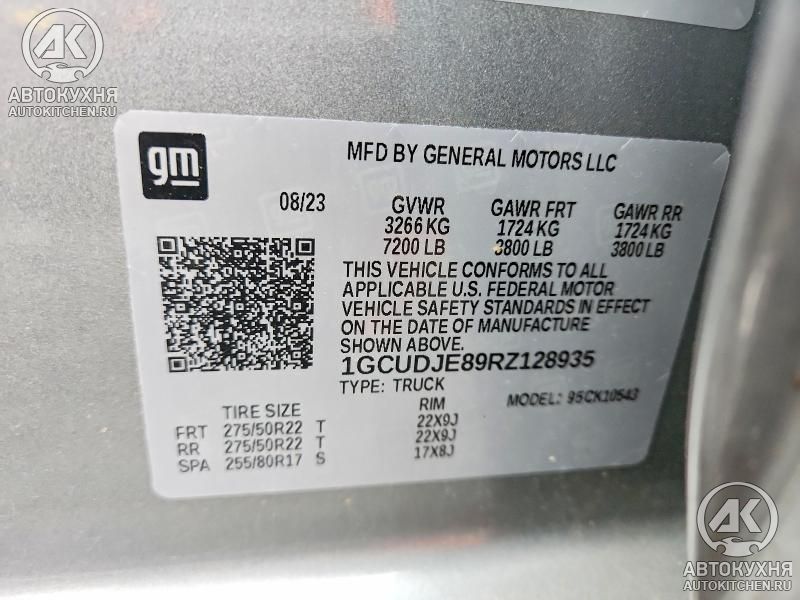 AK
АВТОКУХНЯ
AUTOKITCHEN.RU
gm
MFD BY GENERAL MOTORS LLC
08/23 GVWR GAWR FRT GAWR RR
3266 KG 1724 KG 1724 KG
7200 LB 3800 LB 3800 LB
THIS VEHICLE CONFORMS TO ALL
APPLICABLE U.S. FEDERAL MOTOR
VEHICLE SAFETY STANDARDS IN EFFECT
ON THE DATE OF MANUFACTURE
SHOWN ABOVE.
1GCUDJE89RZ128935
TYPE: TRUCK MODEL: 95CK10543
TIRE SIZE RIM
FRT 275/50R22 T 22X9J
RR 275/50R22 T 22X9J
SPA 255/80R17 S 17X8J
AK
АВТОКУХНЯ
AUTOKITCHEN.RU